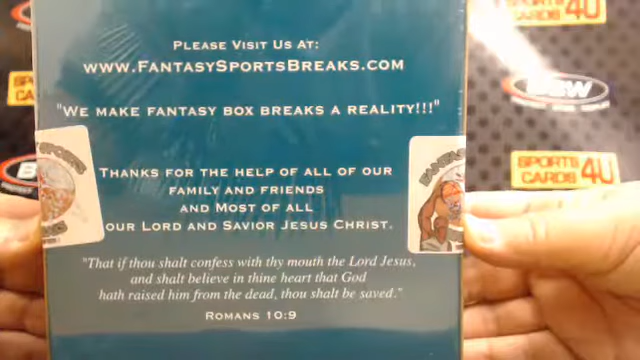 PLEASE VISIT US AT:
WWW.FANTASYSPORTSBREAKS.COM
"WE MAKE FANTASY BOX BREAKS A REALITY!!!"
THANKS FOR THE HELP OF ALL OF OUR
FAMILY AND FRIENDS
AND MOST OF ALL
OUR LORD AND SAVIOR JESUS CHRIST.
"That if thou shalt confess with thy mouth the Lord Jesus,
and shalt believe in thine heart that God
hath raised him from the dead, thou shalt be saved."
ROMANS 10:9
SPORTS
CARDS 4U
BCW
SPORTS
CARDS 4U